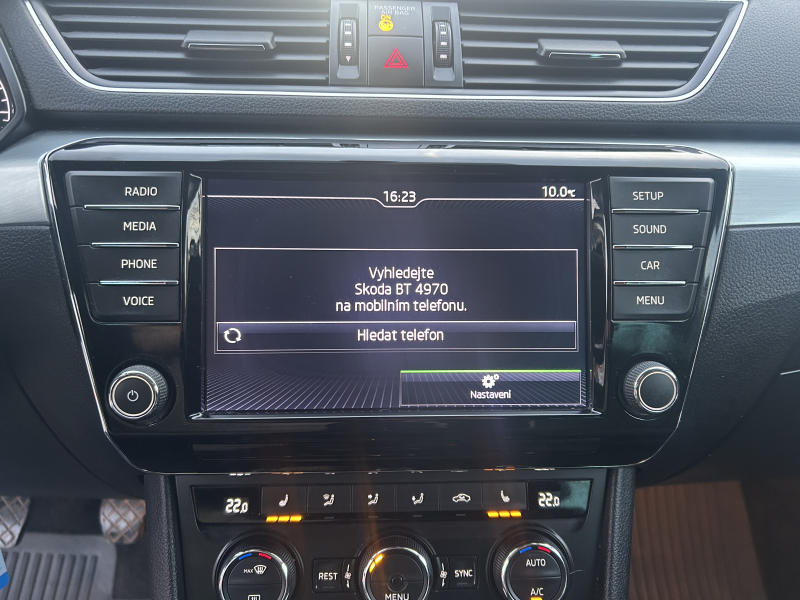 PASSENGER
AIR BAG
ON
RADIO
MEDIA
PHONE
VOICE
16:23
10.0°C
Vyhledejte
Skoda BT 4970
na mobilním telefonu.
Hledat telefon
Nastavení
SETUP
SOUND
CAR
MENU
22.0
22.0
MAX
REST
MENU
SYNC
AUTO
A/C